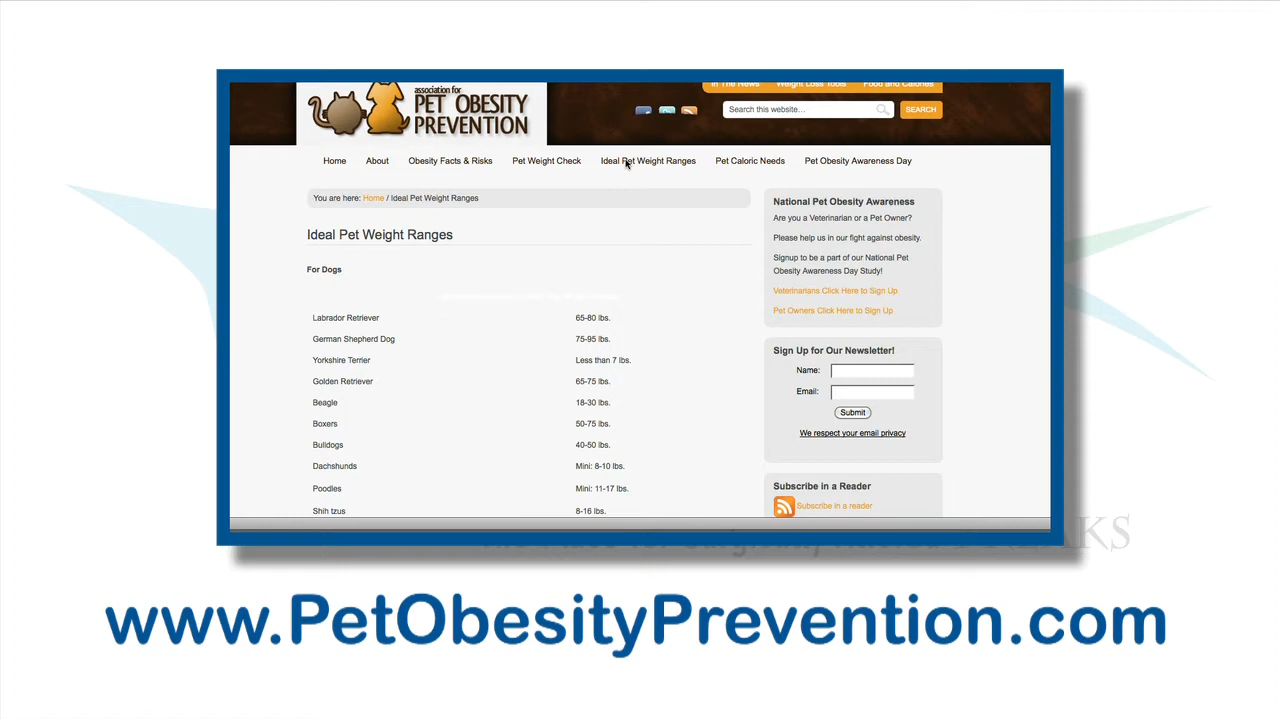 association for
PET OBESITY
PREVENTION
In The News Weight Loss Tools Food and Calories
Search this website… SEARCH
Home About Obesity Facts & Risks Pet Weight Check Ideal Pet Weight Ranges Pet Caloric Needs Pet Obesity Awareness Day
You are here: Home / Ideal Pet Weight Ranges
Ideal Pet Weight Ranges
For Dogs
Labrador Retriever 65-80 lbs.
German Shepherd Dog 75-95 lbs.
Yorkshire Terrier Less than 7 lbs.
Golden Retriever 65-75 lbs.
Beagle 18-30 lbs.
Boxers 50-75 lbs.
Bulldogs 40-50 lbs.
Dachshunds Mini: 8-10 lbs.
Poodles Mini: 11-17 lbs.
Shih tzus 8-16 lbs.
National Pet Obesity Awareness
Are you a Veterinarian or a Pet Owner?
Please help us in our fight against obesity.
Signup to be a part of our National Pet
Obesity Awareness Day Study!
Veterinarians Click Here to Sign Up
Pet Owners Click Here to Sign Up
Sign Up for Our Newsletter!
Name:
Email:
Submit
We respect your email privacy
Subscribe in a Reader
Subscribe in a reader
www.PetObesityPrevention.com